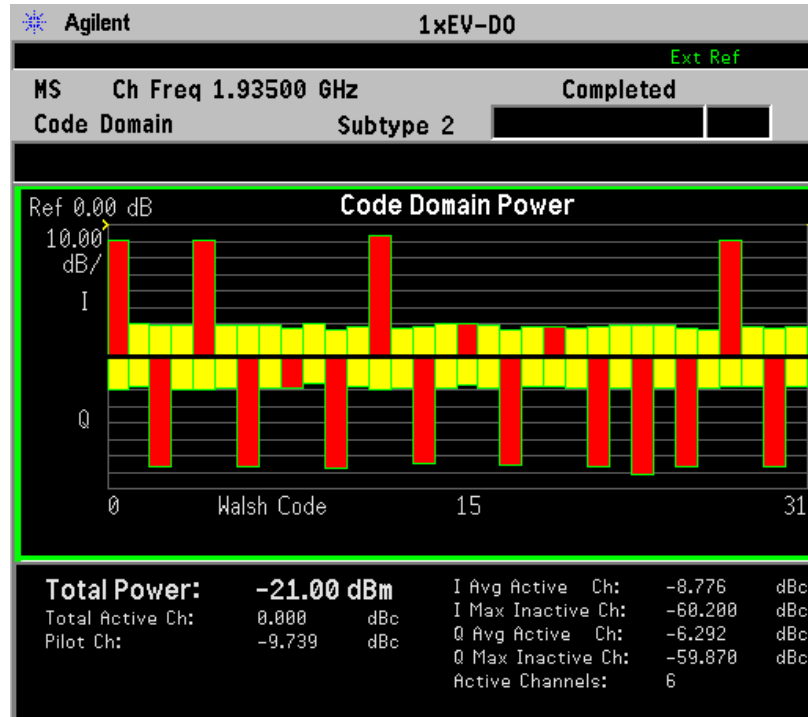 Agilent 1xEV-DO
Ext Ref
MS Ch Freq 1.93500 GHz Completed
Code Domain Subtype 2
Ref 0.00 dB Code Domain Power
10.00
dB/
I
Q
0 Walsh Code 15 31
Total Power: -21.00 dBm
Total Active Ch: 0.000 dBc
Pilot Ch: -9.739 dBc
I Avg Active Ch: -8.776 dBc
I Max Inactive Ch: -60.200 dBc
Q Avg Active Ch: -6.292 dBc
Q Max Inactive Ch: -59.870 dBc
Active Channels: 6